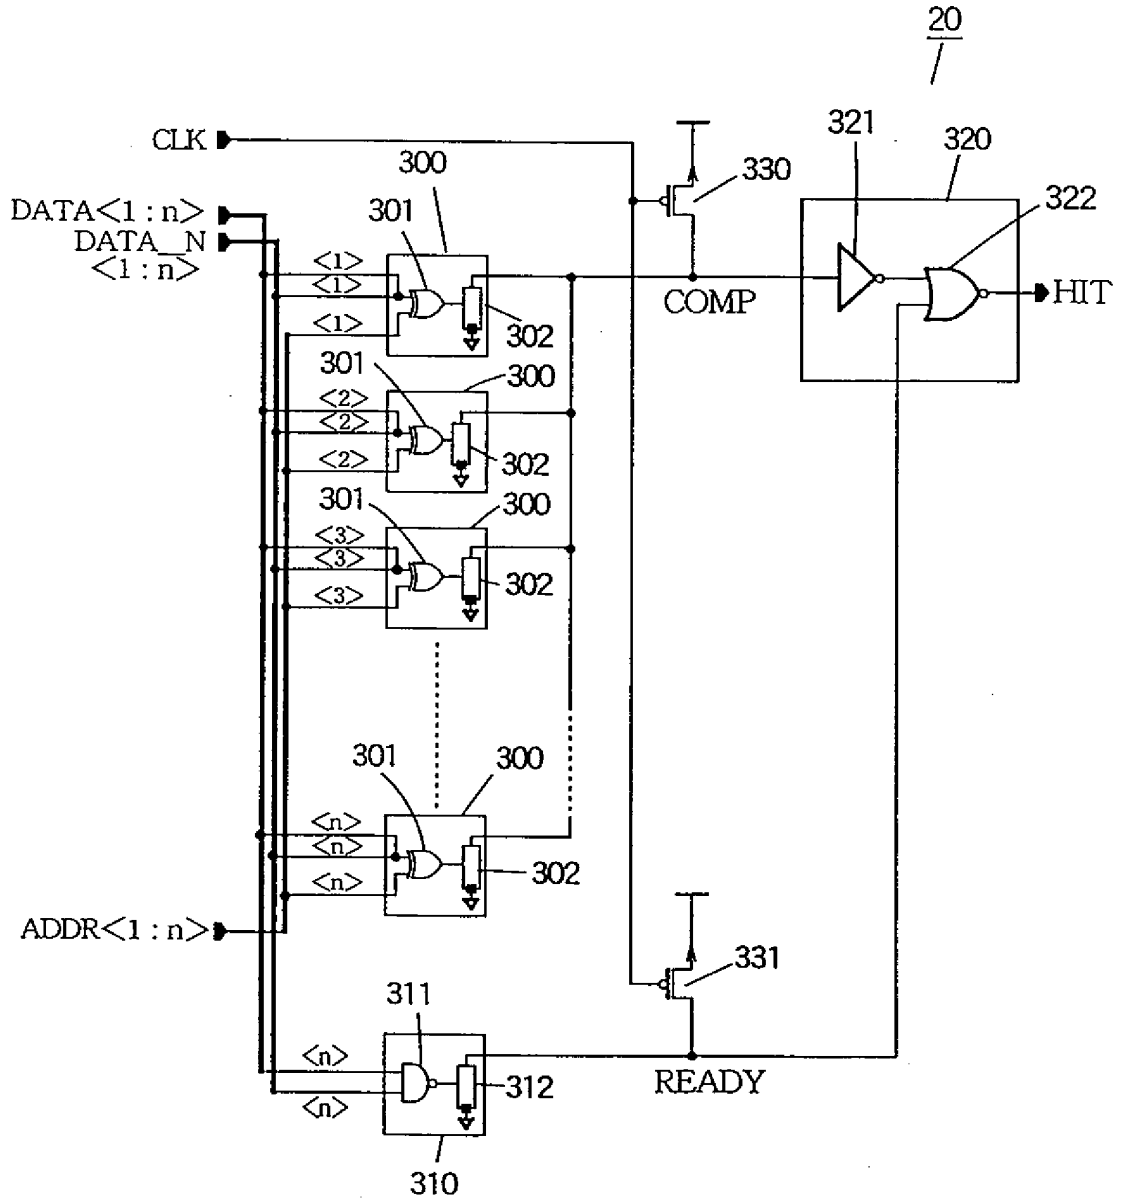 20
CLK
300
321
320
330
322
DATA<1 : n>
DATA_N
<1 : n>
301
<1>
<1>
<1>
302
COMP
HIT
301
300
<2>
<2>
<2>
302
301
300
<3>
<3>
<3>
302
301
300
<n>
<n>
<n>
302
ADDR<1 : n>
331
311
<n>
<n>
312
READY
310